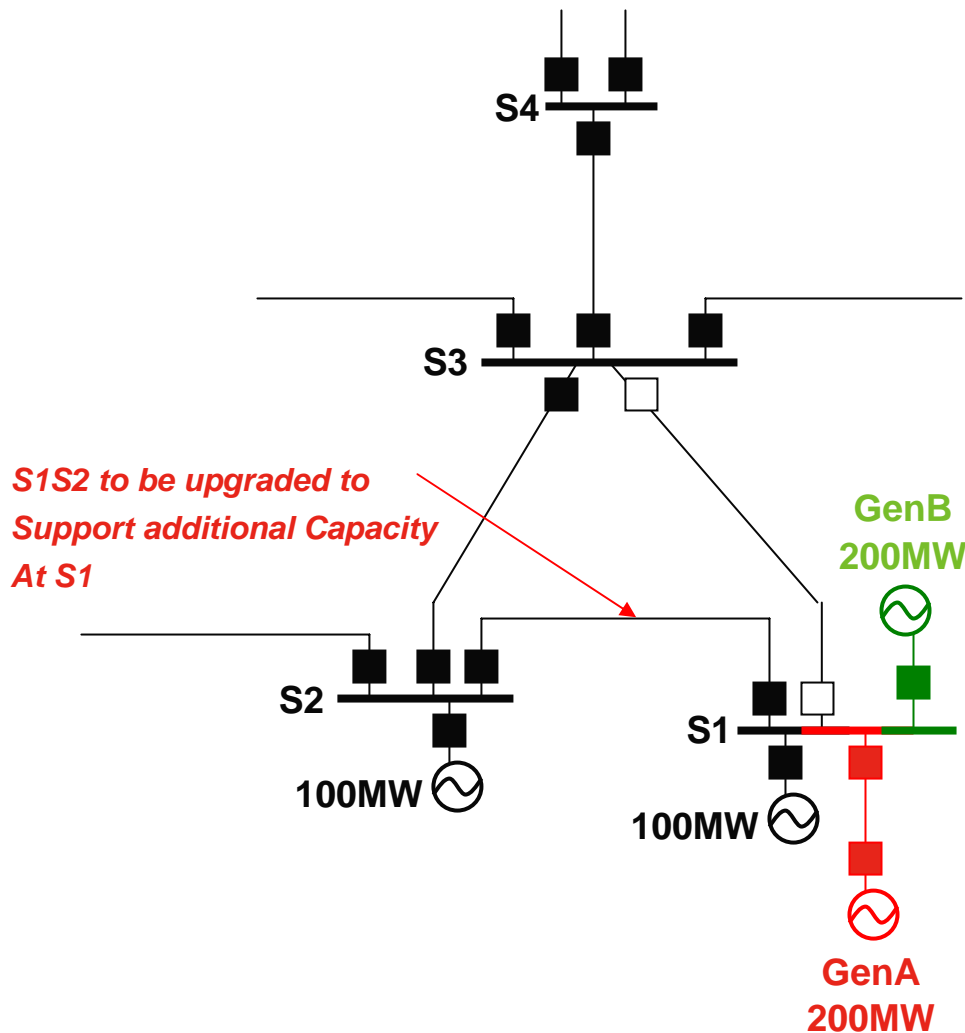 S4
S3
S1S2 to be upgraded to
Support additional Capacity
At S1
GenB
200MW
S2
S1
100MW
100MW
GenA
200MW